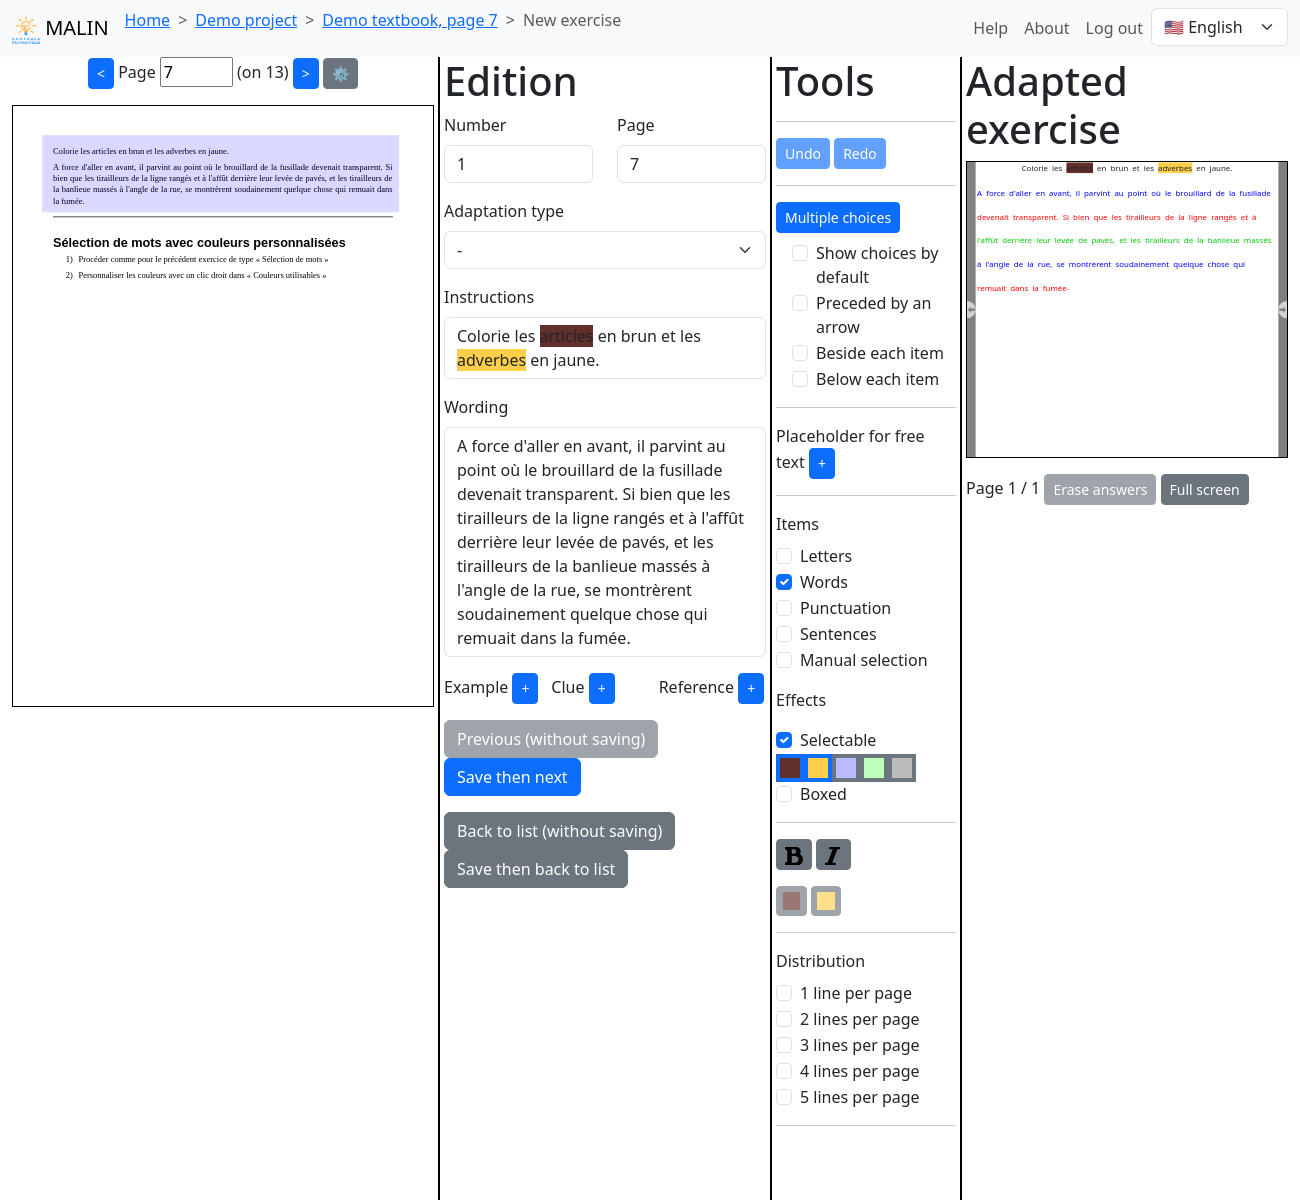 MALIN
Home > Demo project > Demo textbook, page 7 > New exercise
Help About Log out 🇺🇸 English
< Page 7 (on 13) > ⚙️
Colorie les articles en brun et les adverbes en jaune.
A force d'aller en avant, il parvint au point où le brouillard de la fusillade devenait transparent. Si
bien que les tirailleurs de la ligne rangés et à l'affût derrière leur levée de pavés, et les tirailleurs de
la banlieue massés à l'angle de la rue, se montrèrent soudainement quelque chose qui remuait dans
la fumée.
Sélection de mots avec couleurs personnalisées
1) Procéder comme pour le précédent exercice de type « Sélection de mots »
2) Personnaliser les couleurs avec un clic droit dans « Couleurs utilisables »
Edition
Number Page
1 7
Adaptation type
-
Instructions
Colorie les articles en brun et les
adverbes en jaune.
Wording
A force d'aller en avant, il parvint au
point où le brouillard de la fusillade
devenait transparent. Si bien que les
tirailleurs de la ligne rangés et à l'affût
derrière leur levée de pavés, et les
tirailleurs de la banlieue massés à
l'angle de la rue, se montrèrent
soudainement quelque chose qui
remuait dans la fumée.
Example + Clue + Reference +
Previous (without saving)
Save then next
Back to list (without saving)
Save then back to list
Tools
Undo Redo
Multiple choices
Show choices by
default
Preceded by an
arrow
Beside each item
Below each item
Placeholder for free
text +
Items
Letters
Words
Punctuation
Sentences
Manual selection
Effects
Selectable
Boxed
B I
Distribution
1 line per page
2 lines per page
3 lines per page
4 lines per page
5 lines per page
Adapted
exercise
Colorie les articles en brun et les adverbes en jaune.
A force d'aller en avant, il parvint au point où le brouillard de la fusillade
devenait transparent. Si bien que les tirailleurs de la ligne rangés et à
l'affût derrière leur levée de pavés, et les tirailleurs de la banlieue massés
à l'angle de la rue, se montrèrent soudainement quelque chose qui
remuait dans la fumée.
Page 1 / 1 Erase answers Full screen